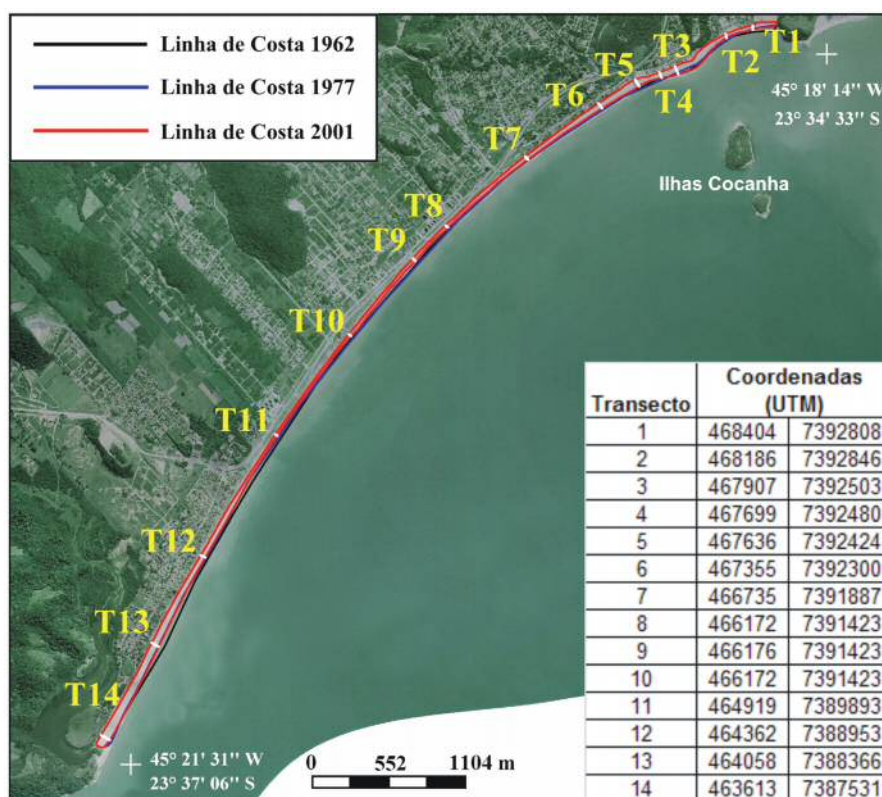 Linha de Costa 1962
Linha de Costa 1977
Linha de Costa 2001
T1
T2
T3
T4
T5
T6
T7
T8
T9
T10
T11
T12
T13
T14
45° 18' 14" W
23° 34' 33" S
Ilhas Cocanha
Transecto Coordenadas (UTM)
1 468404 7392808
2 468186 7392846
3 467907 7392503
4 467699 7392480
5 467636 7392424
6 467355 7392300
7 466735 7391887
8 466172 7391423
9 466176 7391423
10 466172 7391423
11 464919 7389893
12 464362 7388953
13 464058 7388366
14 463613 7387531
45° 21' 31" W
23° 37' 06" S
0 552 1104 m